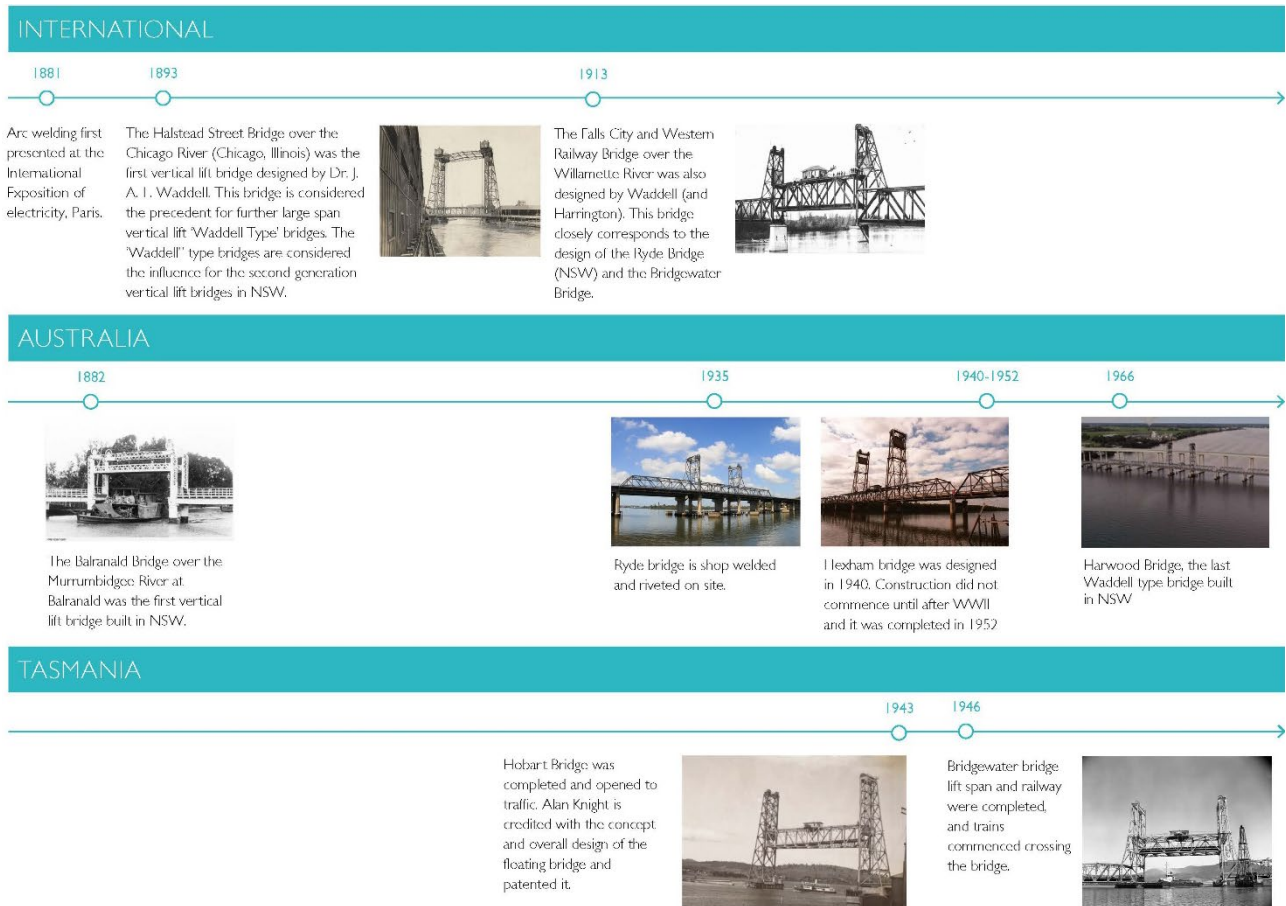 INTERNATIONAL
1881
1893
1913
Arc welding first
presented at the
International
Exposition of
electricity, Paris.
The Halstead Street Bridge over the
Chicago River (Chicago, Illinois) was the
first vertical lift bridge designed by Dr. J.
A. I. Waddell. This bridge is considered
the precedent for further large span
vertical lift 'Waddell Type' bridges. The
'Waddell" type bridges are considered
the influence for the second generation
vertical lift bridges in NSW.
The Falls City and Western
Railway Bridge over the
Willamette River was also
designed by Waddell (and
Harrington). This bridge
closely corresponds to the
design of the Ryde Bridge
(NSW) and the Bridgewater
Bridge.
AUSTRALIA
1882
1935
1940-1952
1966
The Balranald Bridge over the
Murrumbidgee River at
Balranald was the first vertical
lift bridge built in NSW.
Ryde bridge is shop welded
and riveted on site.
Hexham bridge was designed
in 1940. Construction did not
commence until after WWII
and it was completed in 1952
Harwood Bridge, the last
Waddell type bridge built
in NSW
TASMANIA
1943
1946
Hobart Bridge was
completed and opened to
traffic. Alan Knight is
credited with the concept
and overall design of the
floating bridge and
patented it.
Bridgewater bridge
lift span and railway
were completed,
and trains
commenced crossing
the bridge.